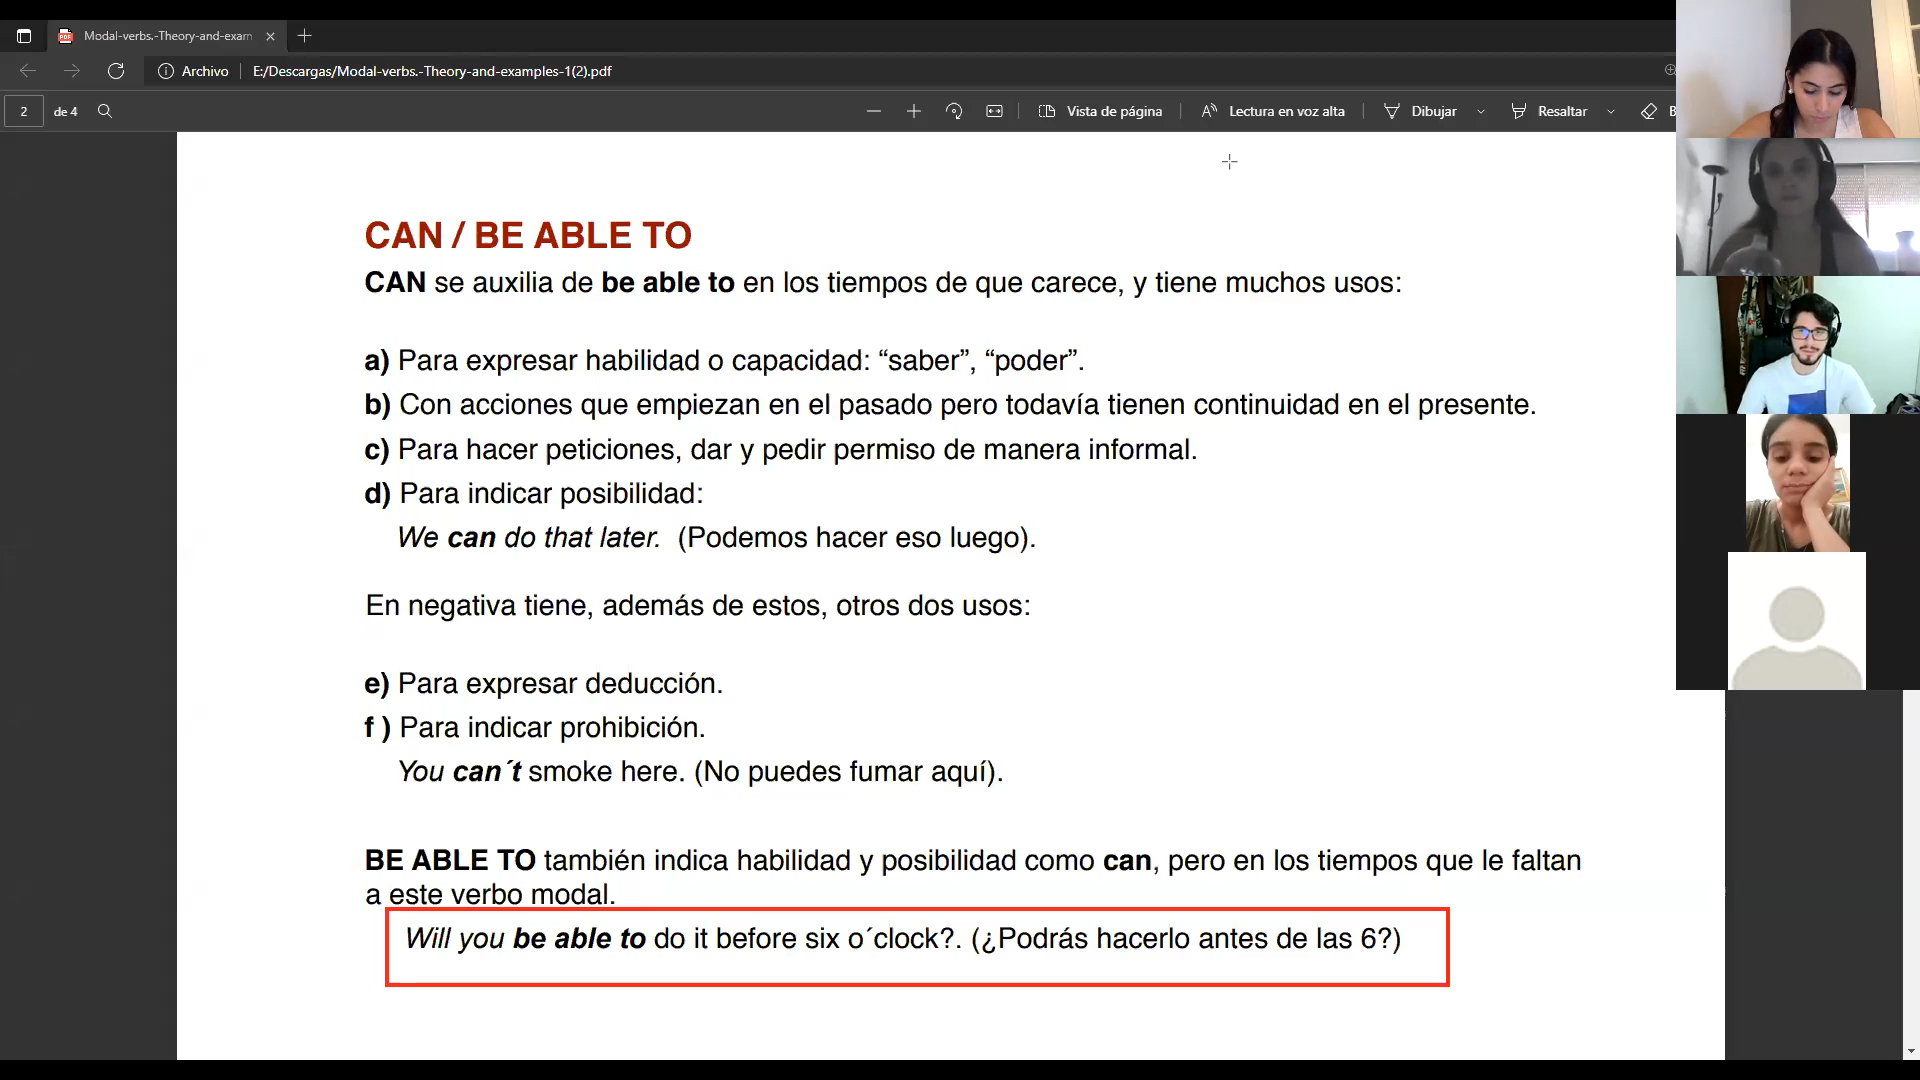 Modal-verbs.-Theory-and-exam
Archivo E:/Descargas/Modal-verbs.-Theory-and-examples-1(2).pdf
2 de 4 Vista de página Lectura en voz alta Dibujar Resaltar B
CAN / BE ABLE TO
CAN se auxilia de be able to en los tiempos de que carece, y tiene muchos usos:
a) Para expresar habilidad o capacidad: “saber”, “poder”.
b) Con acciones que empiezan en el pasado pero todavía tienen continuidad en el presente.
c) Para hacer peticiones, dar y pedir permiso de manera informal.
d) Para indicar posibilidad:
We can do that later. (Podemos hacer eso luego).
En negativa tiene, además de estos, otros dos usos:
e) Para expresar deducción.
f ) Para indicar prohibición.
You can´t smoke here. (No puedes fumar aquí).
BE ABLE TO también indica habilidad y posibilidad como can, pero en los tiempos que le faltan
a este verbo modal.
Will you be able to do it before six o´clock?. (¿Podrás hacerlo antes de las 6?)